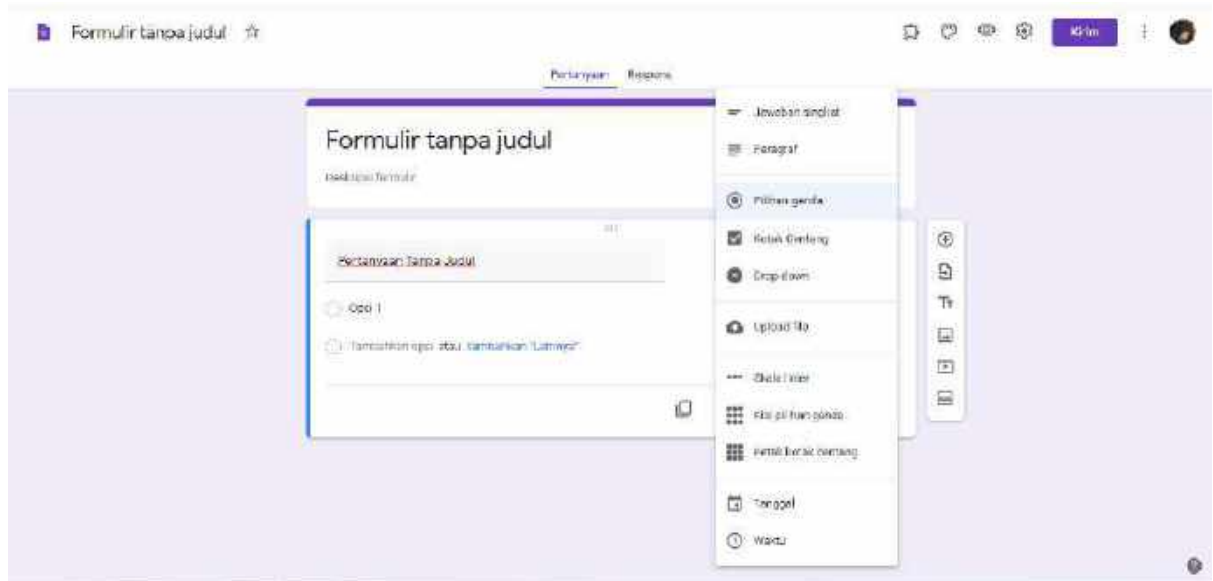 Formulir tanpa judul
Kirim
Pertanyaan Respons
Formulir tanpa judul
Deskripsi formulir
Pertanyaan Tanpa Judul
Opsi 1
Tambahkan opsi atau tambahkan "Lainnya"
Jawaban singkat
Paragraf
Pilihan ganda
Kotak Centang
Drop-down
Upload file
Skala linier
Kisi pilihan ganda
Petak kotak centang
Tanggal
Waktu